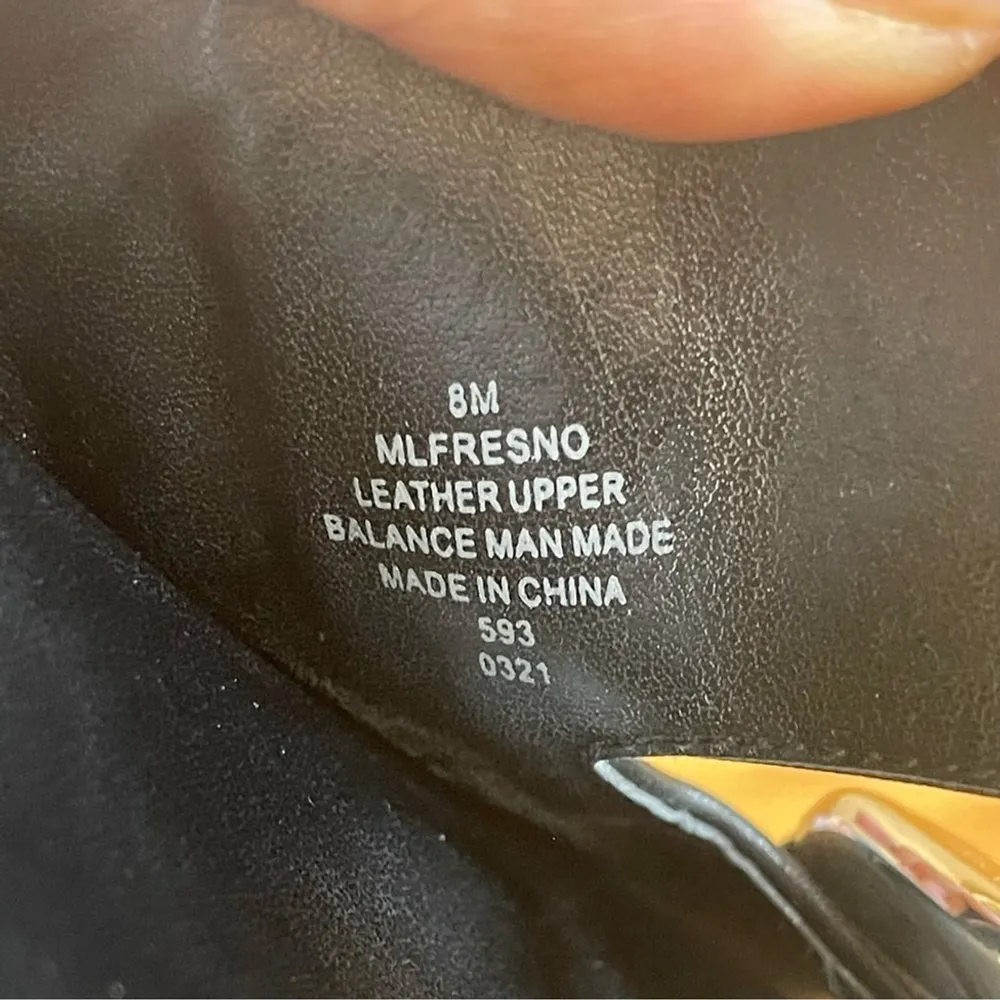 8M
MLFRESNO
LEATHER UPPER
BALANCE MAN MADE
MADE IN CHINA
593
0321